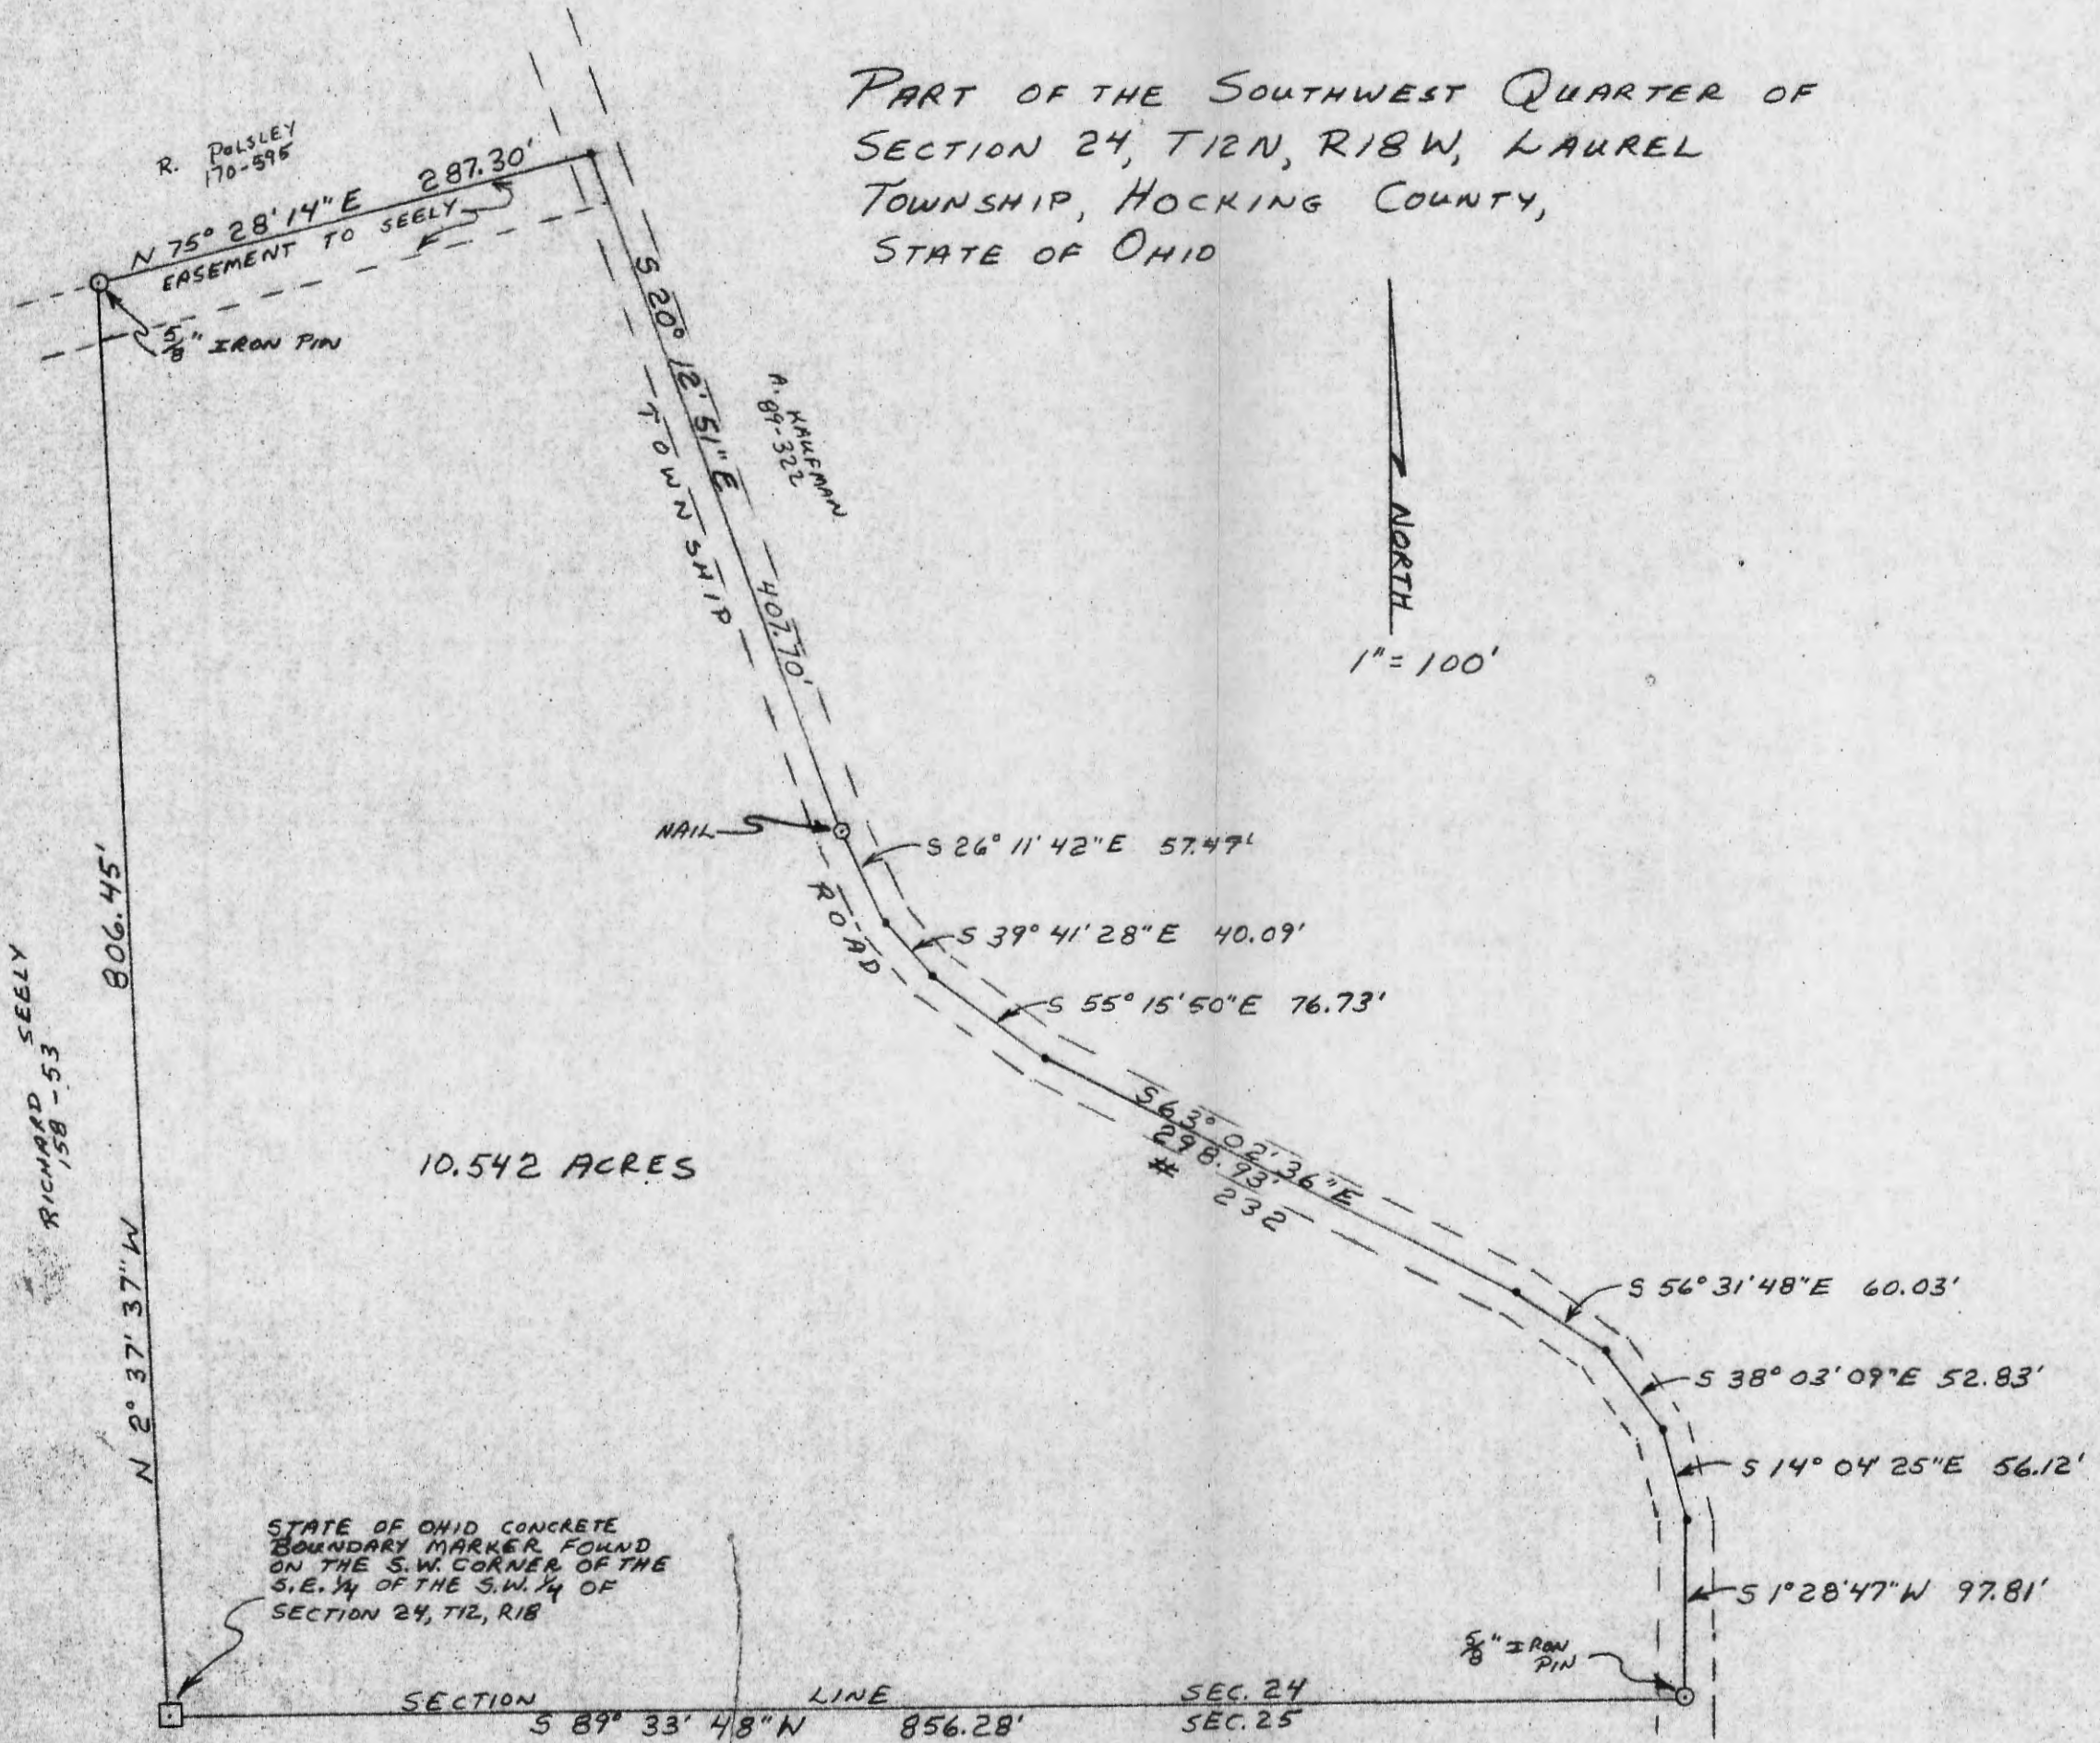 PART OF THE SOUTHWEST QUARTER OF
SECTION 24, T12N, R18W, LAUREL
TOWNSHIP, HOCKING COUNTY,
STATE OF OHIO
R. POLSLEY
170-595
N 75° 28' 14" E 287.30'
EASEMENT TO SEELY
5/8" IRON PIN
S 20° 12' 51" E 407.70'
TOWNSHIP
A. KAUFMAN
89-322
NORTH
1" = 100'
NAIL
S 26° 11' 42" E 57.47'
ROAD
S 39° 41' 28" E 40.09'
S 55° 15' 50" E 76.73'
S 63° 02' 36" E
298.93'
# 232
806.45'
N 2° 37' 37" W
RICHARD SEELY
158-53
10.542 ACRES
S 56° 31' 48" E 60.03'
S 38° 03' 09" E 52.83'
S 14° 04' 25" E 56.12'
S 1° 28' 47" W 97.81'
5/8" IRON
PIN
STATE OF OHIO CONCRETE
BOUNDARY MARKER FOUND
ON THE S.W. CORNER OF THE
S.E. 1/4 OF THE S.W. 1/4 OF
SECTION 24, T12, R18
SECTION LINE SEC. 24
S 89° 33' 48" W 856.28' SEC. 25